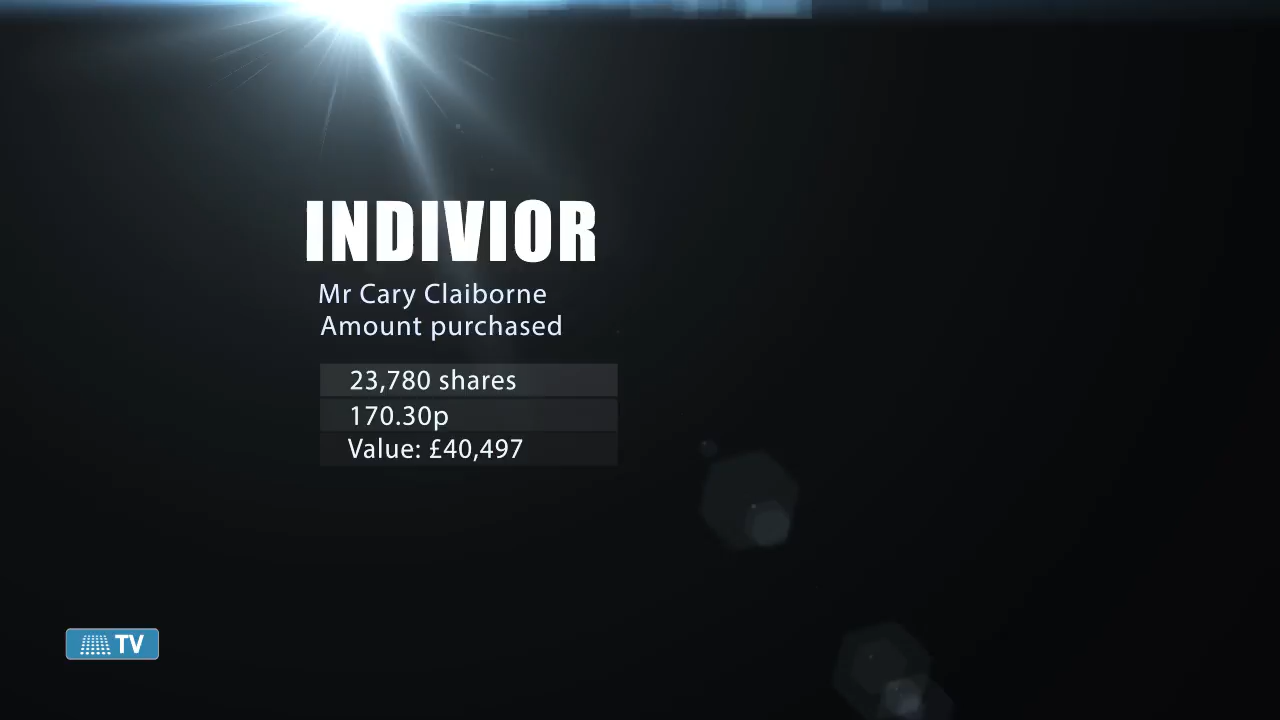 INDIVIOR
Mr Cary Claiborne
Amount purchased
23,780 shares
170.30p
Value: £40,497
TV